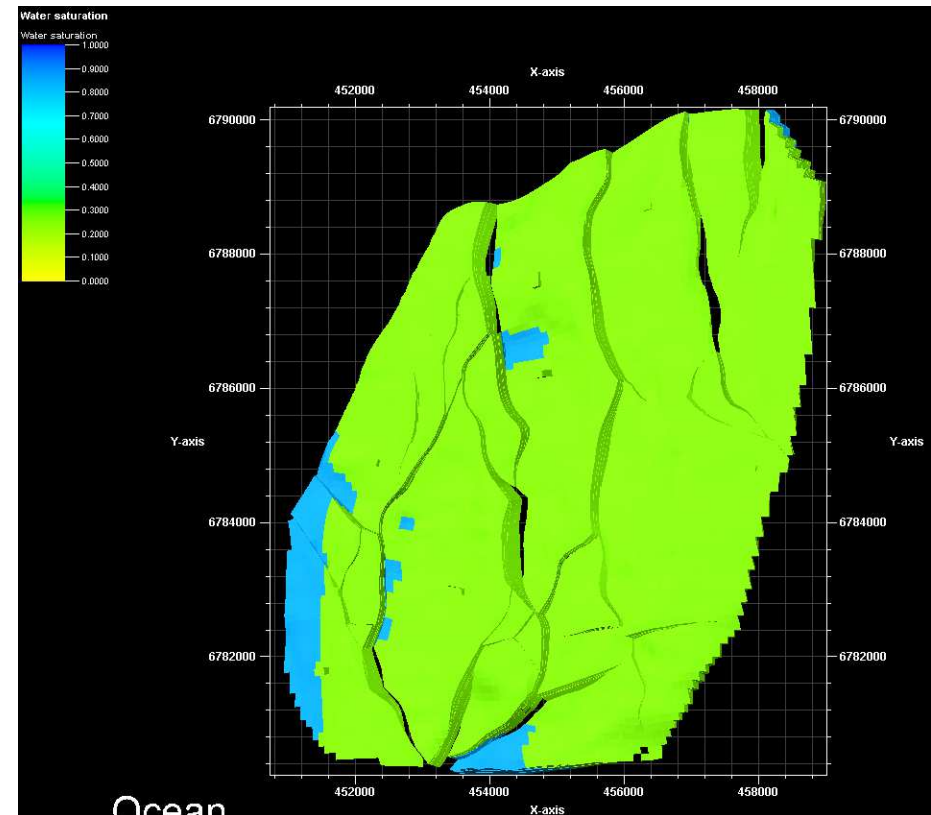 Water saturation
Water saturation
1.0000
0.9000
0.8000
0.7000
0.6000
0.5000
0.4000
0.3000
0.2000
0.1000
0.0000
X-axis
452000 454000 456000 458000
6790000 6790000
6788000 6788000
6786000 6786000
Y-axis Y-axis
6784000 6784000
6782000 6782000
452000 454000 456000 458000
X-axis
Ocean